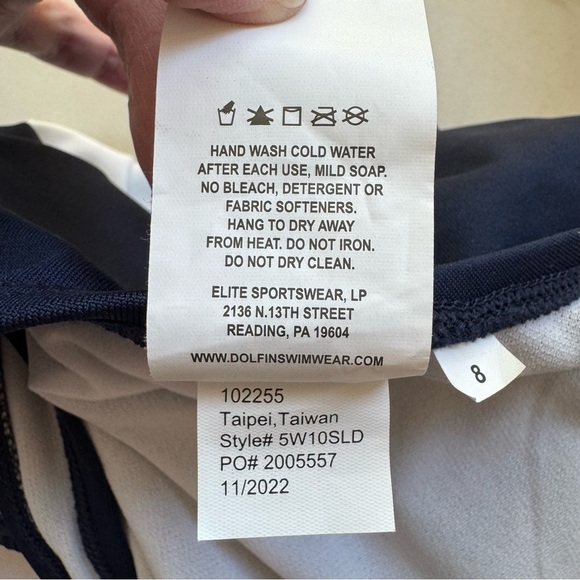 HAND WASH COLD WATER
AFTER EACH USE, MILD SOAP.
NO BLEACH, DETERGENT OR
FABRIC SOFTENERS.
HANG TO DRY AWAY
FROM HEAT. DO NOT IRON.
DO NOT DRY CLEAN.
ELITE SPORTSWEAR, LP
2136 N.13TH STREET
READING, PA 19604
WWW.DOLFINSWIMWEAR.COM
8
102255
Taipei,Taiwan
Style# 5W10SLD
PO# 2005557
11/2022